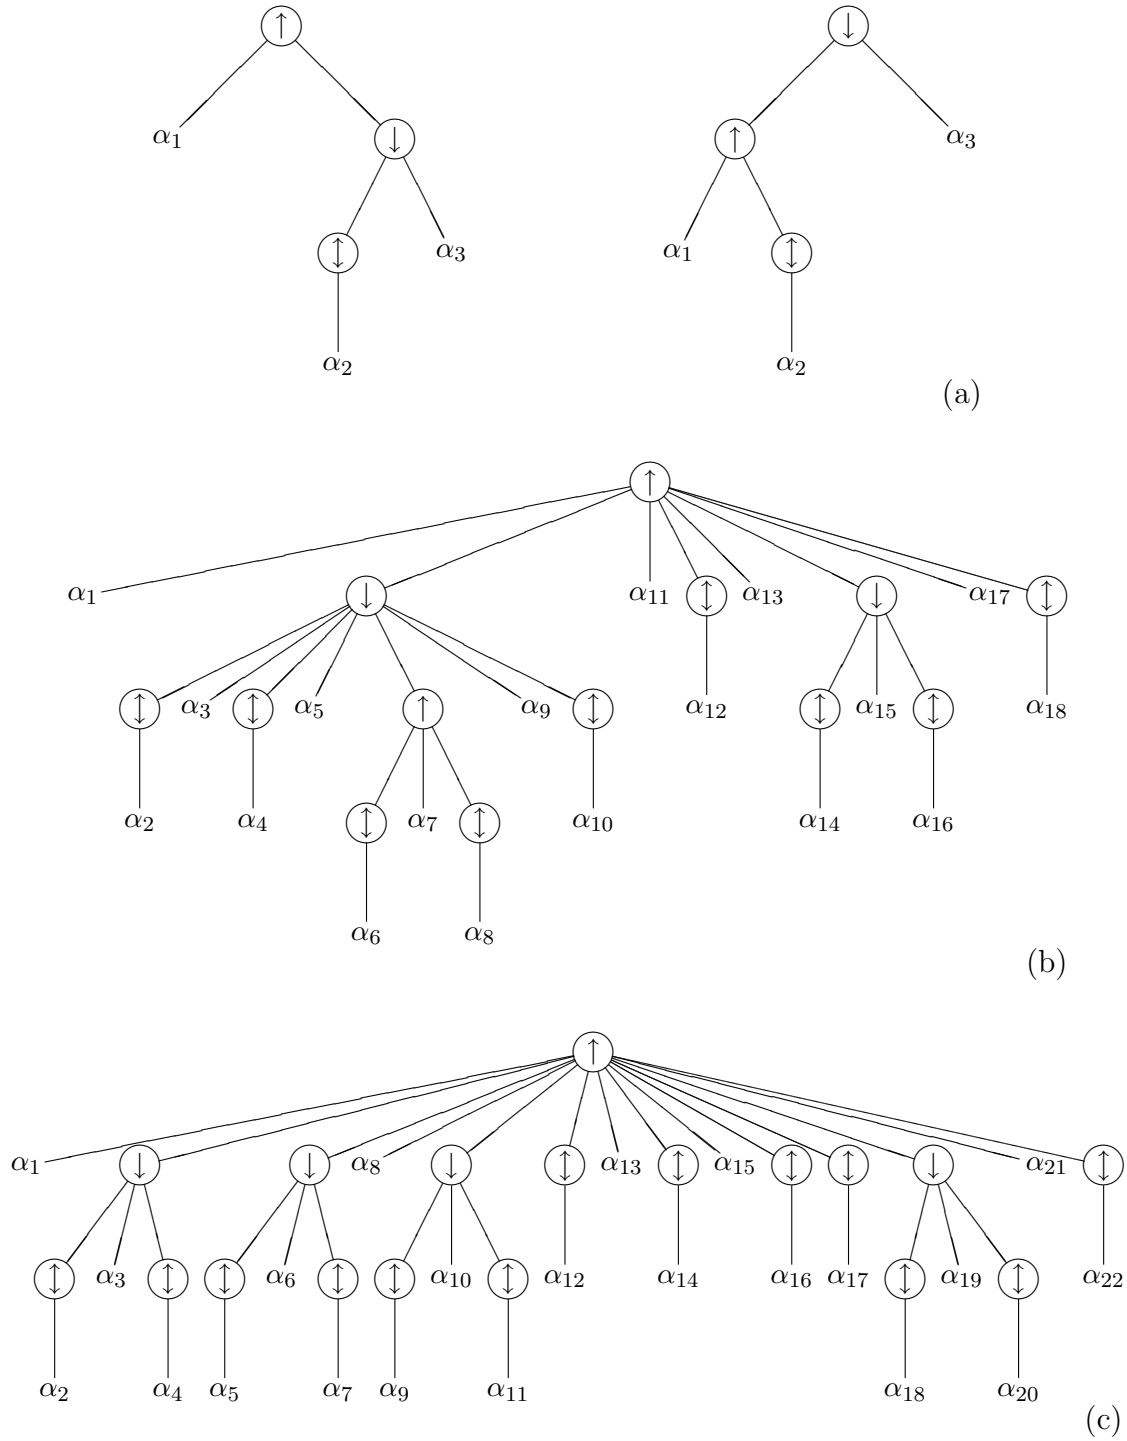 ↑ ↓
α₁ ↓ ↑ α₃
↕ α₃ α₁ ↕
α₂ α₂
(a)
↑
α₁ ↓ α₁₁ ↕ α₁₃ ↓ α₁₇ ↕
↕ α₃ ↕ α₅ ↑ α₉ ↕ α₁₂ ↕ α₁₅ ↕ α₁₈
α₂ α₄ ↕ α₇ ↕ α₁₀ α₁₄ α₁₆
α₆ α₈
(b)
↑
α₁ ↓ ↓ α₈ ↓ ↕ α₁₃ ↕ α₁₅ ↕ ↕ ↓ α₂₁ ↕
↕ α₃ ↕ ↕ α₆ ↕ ↕ α₁₀ ↕ α₁₂ α₁₄ α₁₆ α₁₇ ↕ α₁₉ ↕ α₂₂
α₂ α₄ α₅ α₇ α₉ α₁₁ α₁₈ α₂₀
(c)